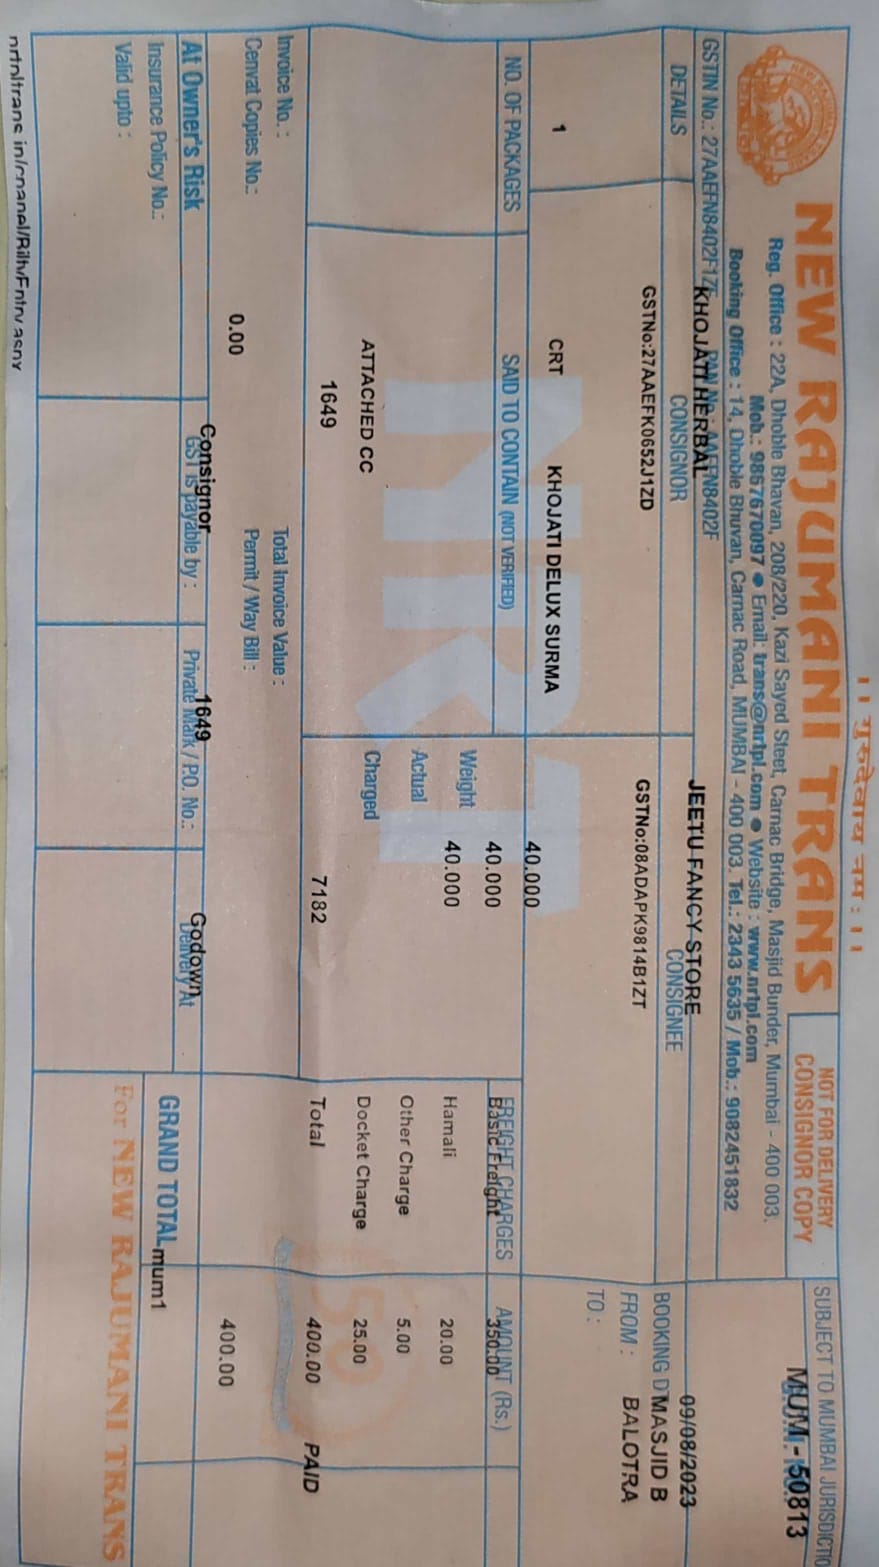 ।। गुरुदेवाय नमः ।।
SUBJECT TO MUMBAI JURISDICTIO
NEW RAJUMANI TRANS
NOT FOR DELIVERY
CONSIGNOR COPY
MUM - 50813
Reg. Office : 22A, Dhoble Bhavan, 208/220, Kazi Sayed Steet, Carnac Bridge, Masjid Bunder, Mumbai - 400 003.
Mob.: 9867670097 ● Email: trans@nrtpl.com ● Website : www.nrtpl.com
Booking Office : 14, Dhoble Bhuvan, Carnac Road, MUMBAI - 400 003. Tel.: 2343 5635 / Mob.: 9082451832
GSTIN No.: 27AAEFN8402F1ZE PAN No.: AAEFN8402F
KHOJATI HERBAL
JEETU FANCY STORE
09/08/2023
DETAILS
CONSIGNOR
CONSIGNEE
BOOKING D MASJID B
GSTNo:27AAEFK0652J1ZD
GSTNo:08ADAPK9814B1ZT
FROM : BALOTRA
TO :
1
CRT
KHOJATI DELUX SURMA
40.000
NO. OF PACKAGES
SAID TO CONTAIN (NOT VERIFIED)
FREIGHT CHARGES
AMOUNT (Rs.)
40.000
Basic Freight
350.00
Weight
40.000
Hamali
20.00
Actual
Other Charge
5.00
ATTACHED CC
Charged
Docket Charge
25.00
1649
7182
Total
400.00
PAID
Invoice No. :
Total Invoice Value :
Cenvat Copies No.:
0.00
Permit / Way Bill :
400.00
At Owner's Risk
Consignor
GST is payable by :
1649
Private Mark / P.O. No.:
Godown
Delivery At
GRAND TOTAL
mum1
Insurance Policy No.:
Valid upto :
For NEW RAJUMANI TRANS
nrtpltrans.in/cpanel/BiltyEntry.aspx